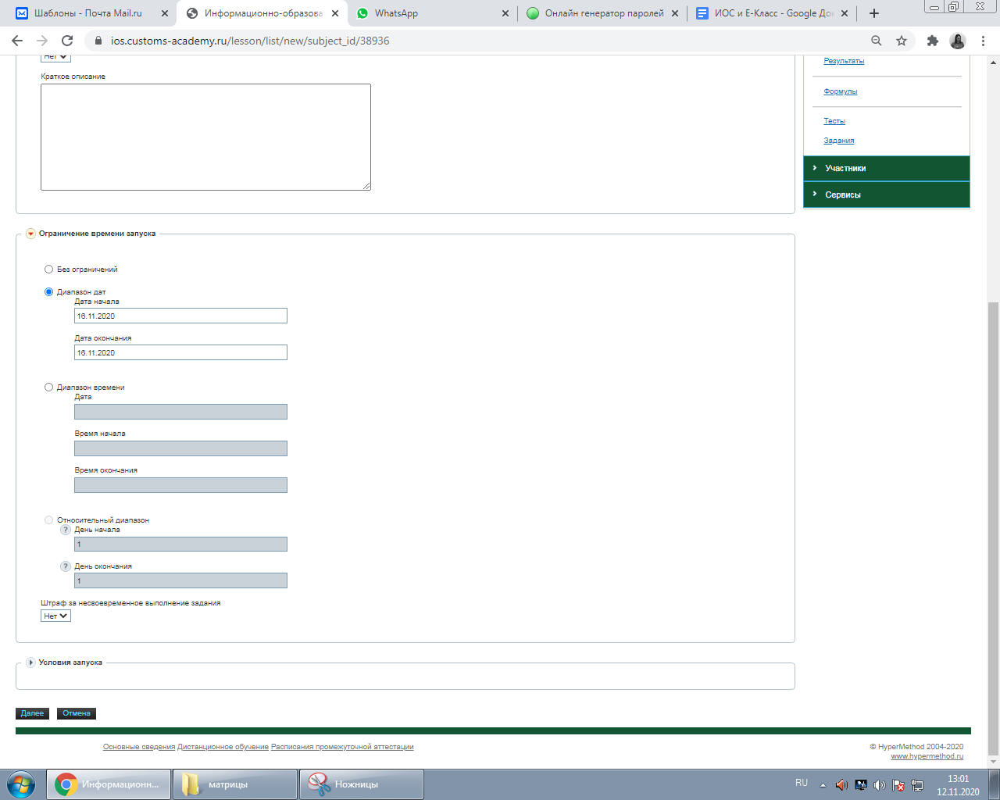 Шаблоны - Почта Mail.ru
Информационно-образова
WhatsApp
Онлайн генератор паролей
ИОС и Е-Класс - Google До
ios.customs-academy.ru/lesson/list/new/subject_id/38936
Нет
Краткое описание
Результаты
Формулы
Тесты
Задания
Участники
Сервисы
Ограничение времени запуска
Без ограничений
Диапазон дат
Дата начала
16.11.2020
Дата окончания
16.11.2020
Диапазон времени
Дата
Время начала
Время окончания
Относительный диапазон
? День начала
1
? День окончания
1
Штраф за несвоевременное выполнение задания
Нет
Условия запуска
Далее Отмена
Основные сведения Дистанционное обучение Расписания промежуточной аттестации
© HyperMethod 2004-2020
www.hypermethod.ru
Информационн...
матрицы
Ножницы
RU
13:01
12.11.2020